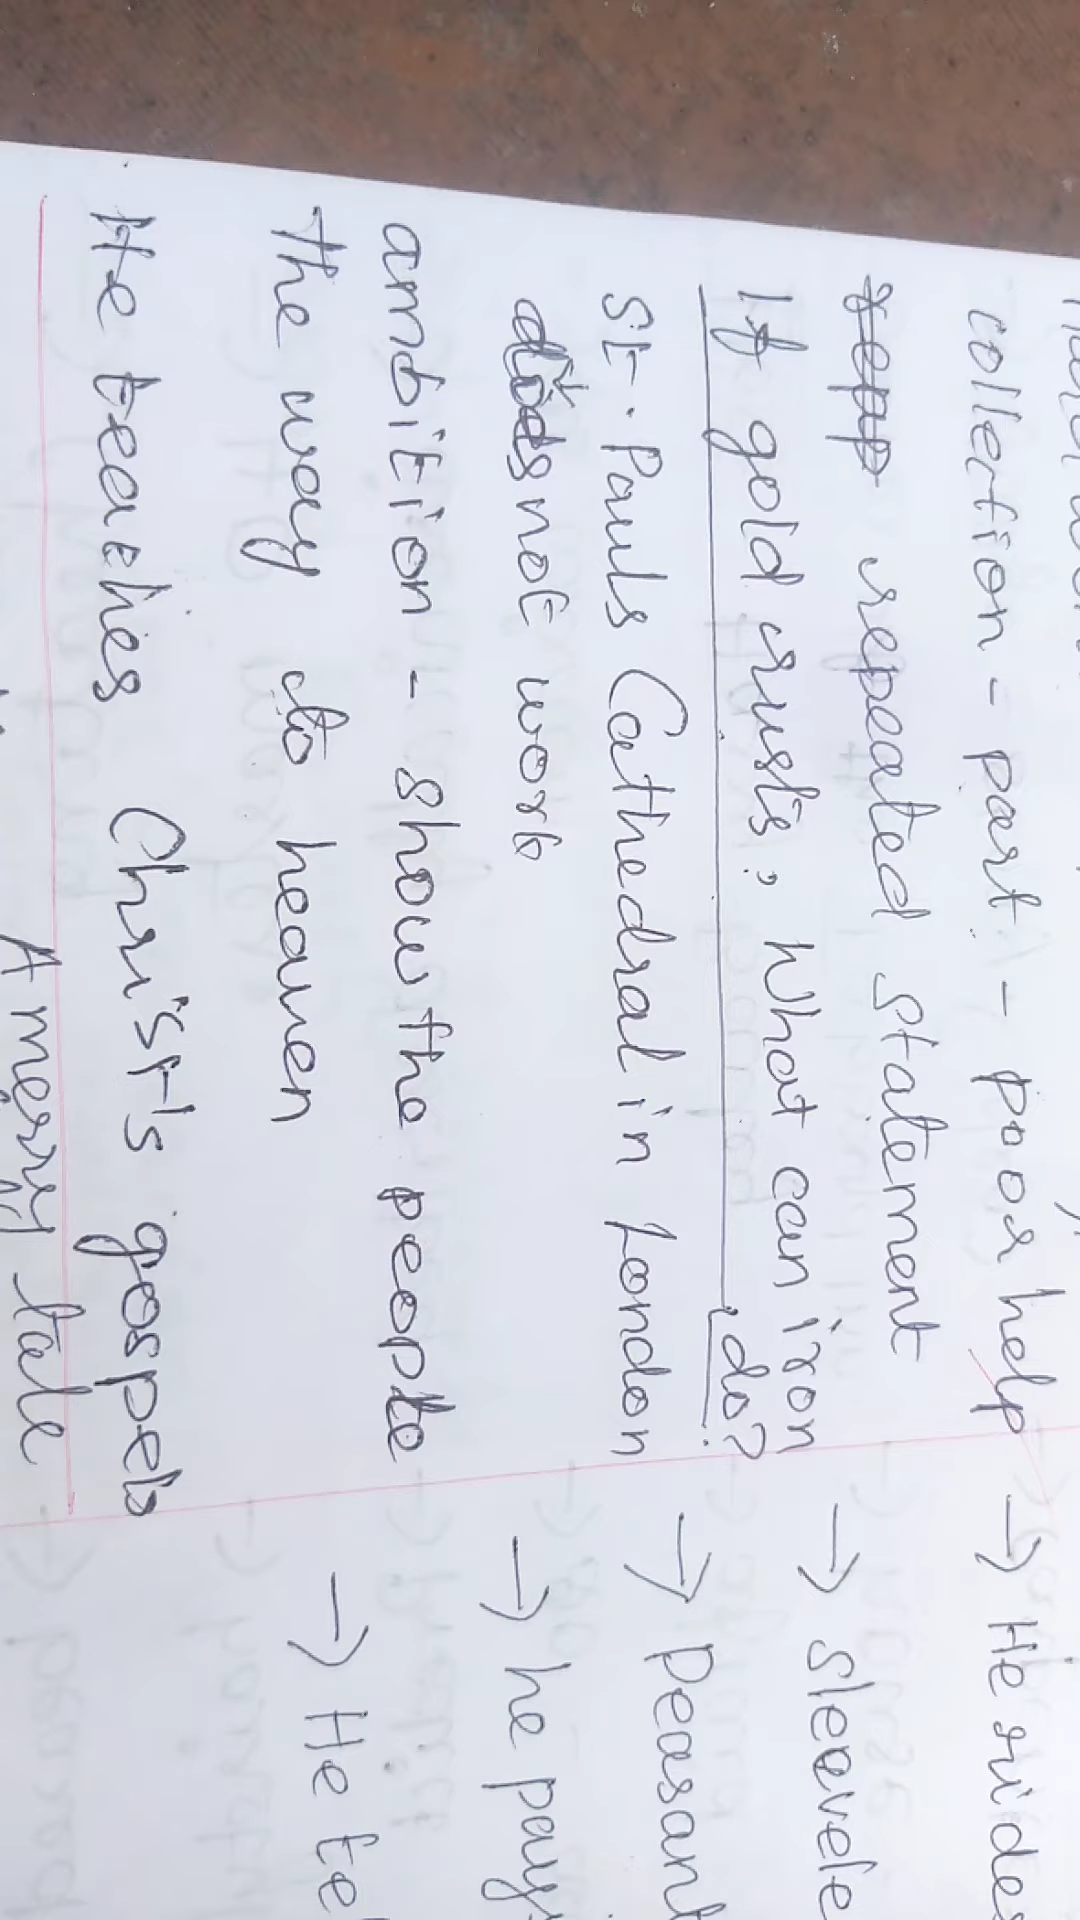 collection - part - poor help
repeated statement
If gold rusts, what can iron
do?
St. Pauls Cathedral in London
does not work
ambition - show the people
the way to heaven
He teaches Christ's gospels
A merry tale
→ He rides
→
→ Peasant
→ he pays
→ He